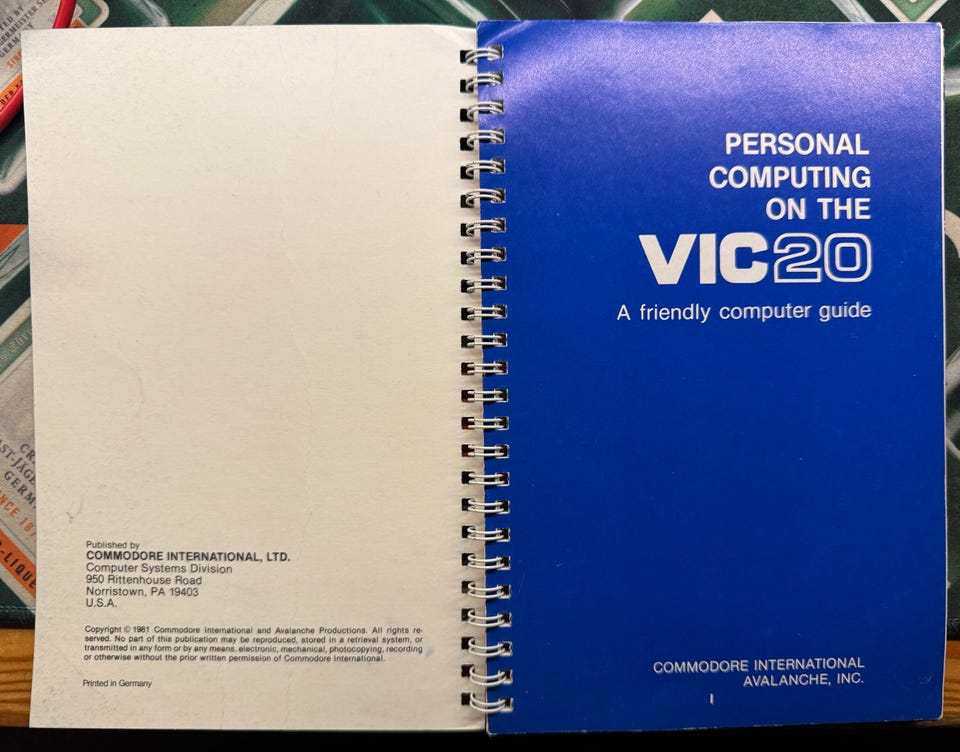 Published by
COMMODORE INTERNATIONAL, LTD.
Computer Systems Division
950 Rittenhouse Road
Norristown, PA 19403
U.S.A.
Copyright © 1981 Commodore International and Avalanche Productions. All rights re-
served. No part of this publication may be reproduced, stored in a retrieval system, or
transmitted in any form or by any means, electronic, mechanical, photocopying, recording
or otherwise without the prior written permission of Commodore International.
Printed in Germany
PERSONAL
COMPUTING
ON THE
VIC20
A friendly computer guide
COMMODORE INTERNATIONAL
AVALANCHE, INC.